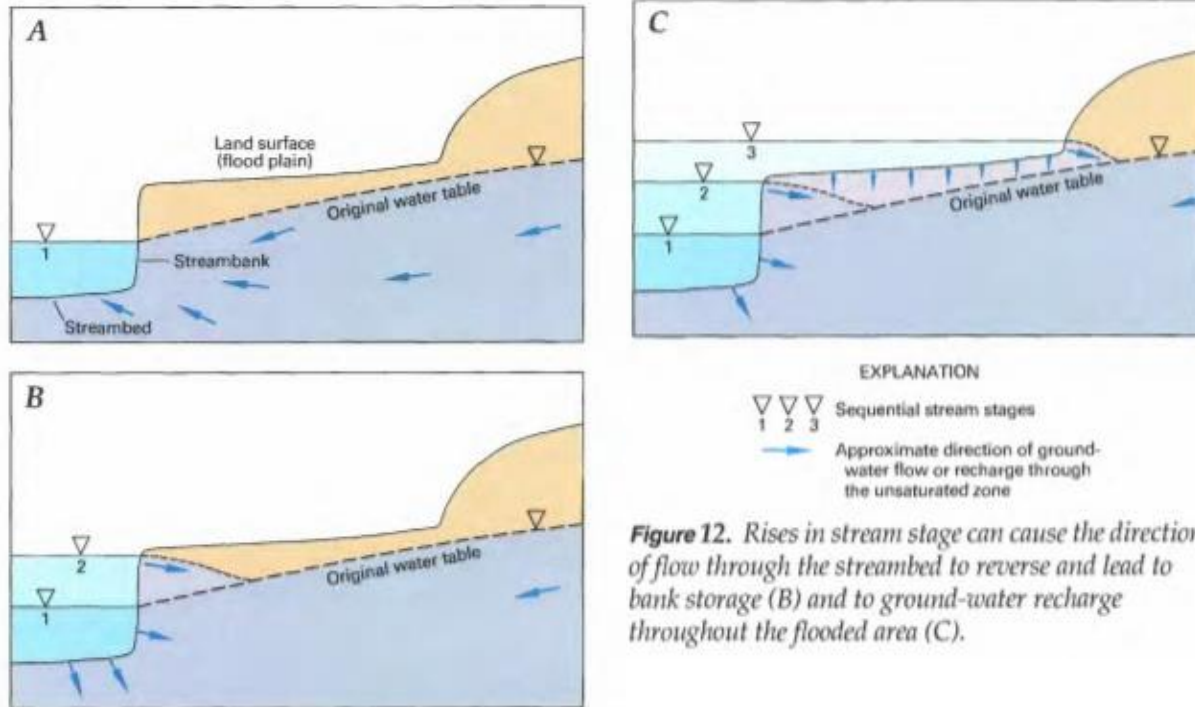 A
Land surface
(flood plain)
Original water table
1
Streambank
Streambed
B
2
1
Original water table
C
3
2
1
Original water table
EXPLANATION
1 2 3 Sequential stream stages
Approximate direction of ground-
water flow or recharge through
the unsaturated zone
Figure 12. Rises in stream stage can cause the direction
of flow through the streambed to reverse and lead to
bank storage (B) and to ground-water recharge
throughout the flooded area (C).